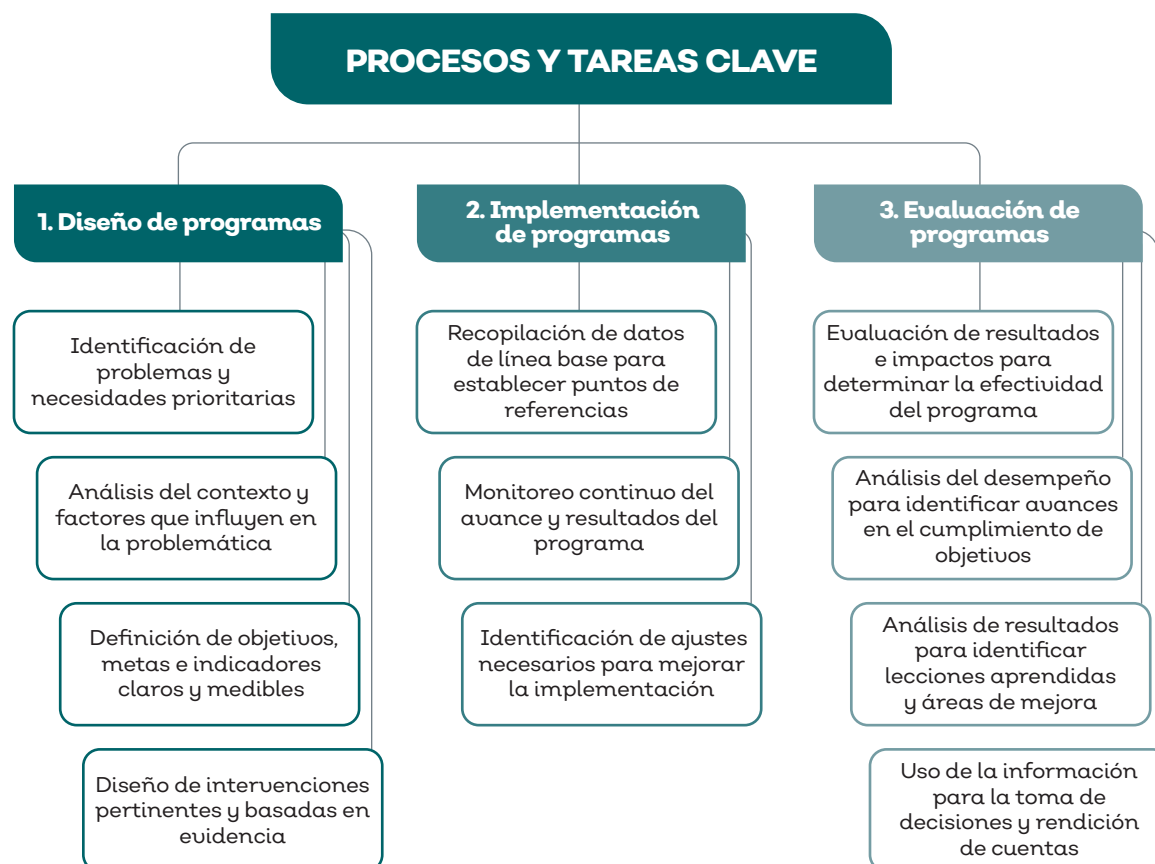 PROCESOS Y TAREAS CLAVE
1. Diseño de programas
Identificación de
problemas y
necesidades prioritarias
Análisis del contexto y
factores que influyen en
la problemática
Definición de objetivos,
metas e indicadores
claros y medibles
Diseño de intervenciones
pertinentes y basadas en
evidencia
2. Implementación
de programas
Recopilación de datos
de línea base para
establecer puntos de
referencias
Monitoreo continuo del
avance y resultados del
programa
Identificación de ajustes
necesarios para mejorar
la implementación
3. Evaluación de
programas
Evaluación de resultados
e impactos para
determinar la efectividad
del programa
Análisis del desempeño
para identificar avances
en el cumplimiento de
objetivos
Análisis de resultados
para identificar
lecciones aprendidas
y áreas de mejora
Uso de la información
para la toma de
decisiones y rendición
de cuentas